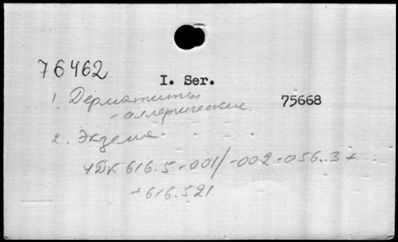 76462
I. Ser.
1. Дерматиты 75668
- аллергические
2. Экзема
УДК 616.5-001/-002-056.3+
+616.521